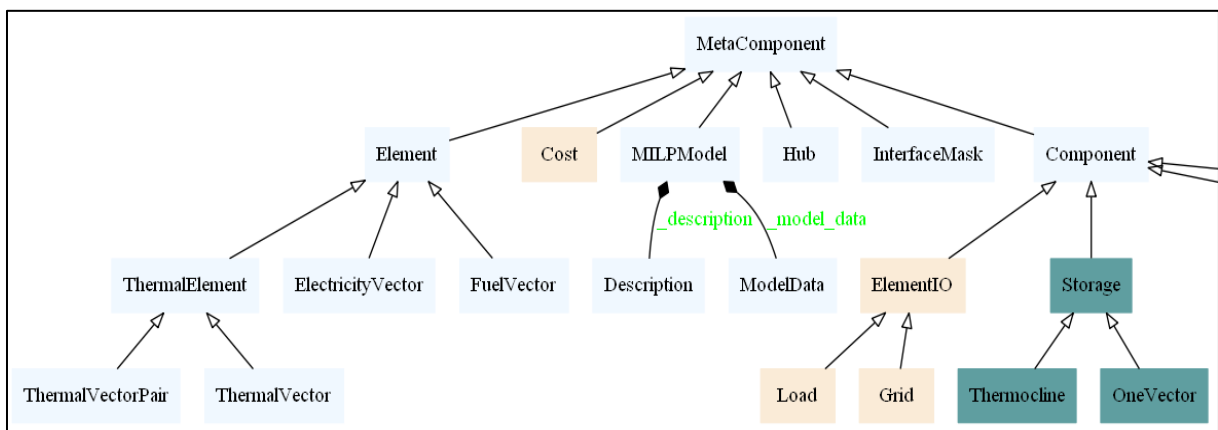 MetaComponent
Element
Cost
MILPModel
Hub
InterfaceMask
Component
_description
_model_data
ThermalElement
ElectricityVector
FuelVector
Description
ModelData
ElementIO
Storage
ThermalVectorPair
ThermalVector
Load
Grid
Thermocline
OneVector